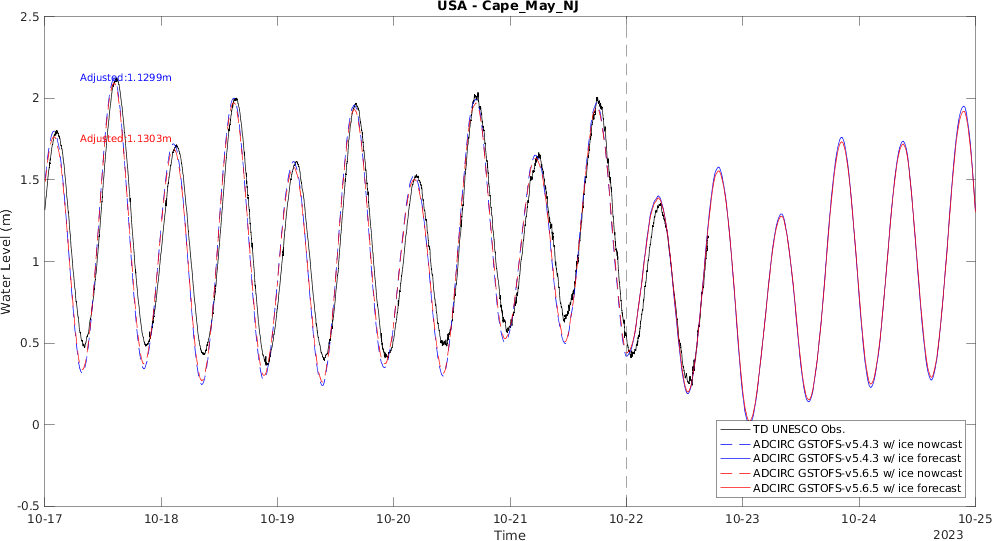 USA - Cape_May_NJ
2.5
2
1.5
1
0.5
0
-0.5
Water Level (m)
Adjusted:1.1299m
Adjusted:1.1303m
TD UNESCO Obs.
ADCIRC GSTOFS-v5.4.3 w/ ice nowcast
ADCIRC GSTOFS-v5.4.3 w/ ice forecast
ADCIRC GSTOFS-v5.6.5 w/ ice nowcast
ADCIRC GSTOFS-v5.6.5 w/ ice forecast
10-17 10-18 10-19 10-20 10-21 10-22 10-23 10-24 10-25
Time
2023